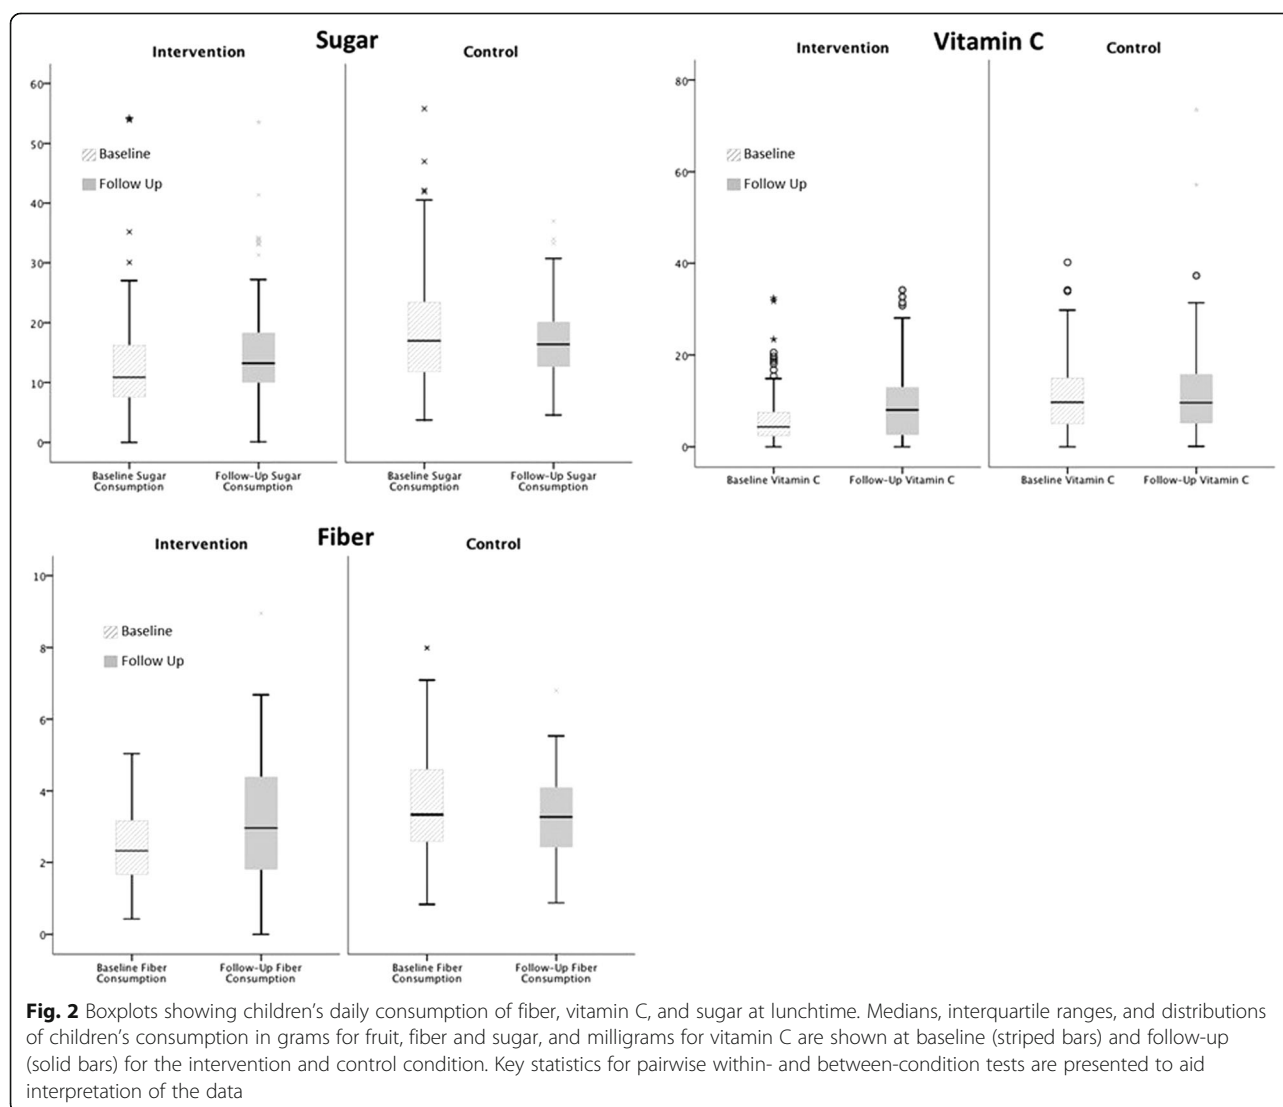 Sugar
Intervention
Control
60
50
40
30
20
10
0
Baseline
Follow Up
Baseline Sugar
Consumption
Follow-Up Sugar
Consumption
Baseline Sugar
Consumption
Follow-Up Sugar
Consumption
Vitamin C
Intervention
Control
80
60
40
20
0
Baseline
Follow Up
Baseline Vitamin C
Follow-Up Vitamin C
Baseline Vitamin C
Follow-Up Vitamin C
Fiber
Intervention
Control
10
8
6
4
2
0
Baseline
Follow Up
Baseline Fiber
Consumption
Follow-Up Fiber
Consumption
Baseline Fiber
Consumption
Follow-Up Fiber
Consumption
Fig. 2 Boxplots showing children’s daily consumption of fiber, vitamin C, and sugar at lunchtime. Medians, interquartile ranges, and distributions
of children’s consumption in grams for fruit, fiber and sugar, and milligrams for vitamin C are shown at baseline (striped bars) and follow-up
(solid bars) for the intervention and control condition. Key statistics for pairwise within- and between-condition tests are presented to aid
interpretation of the data